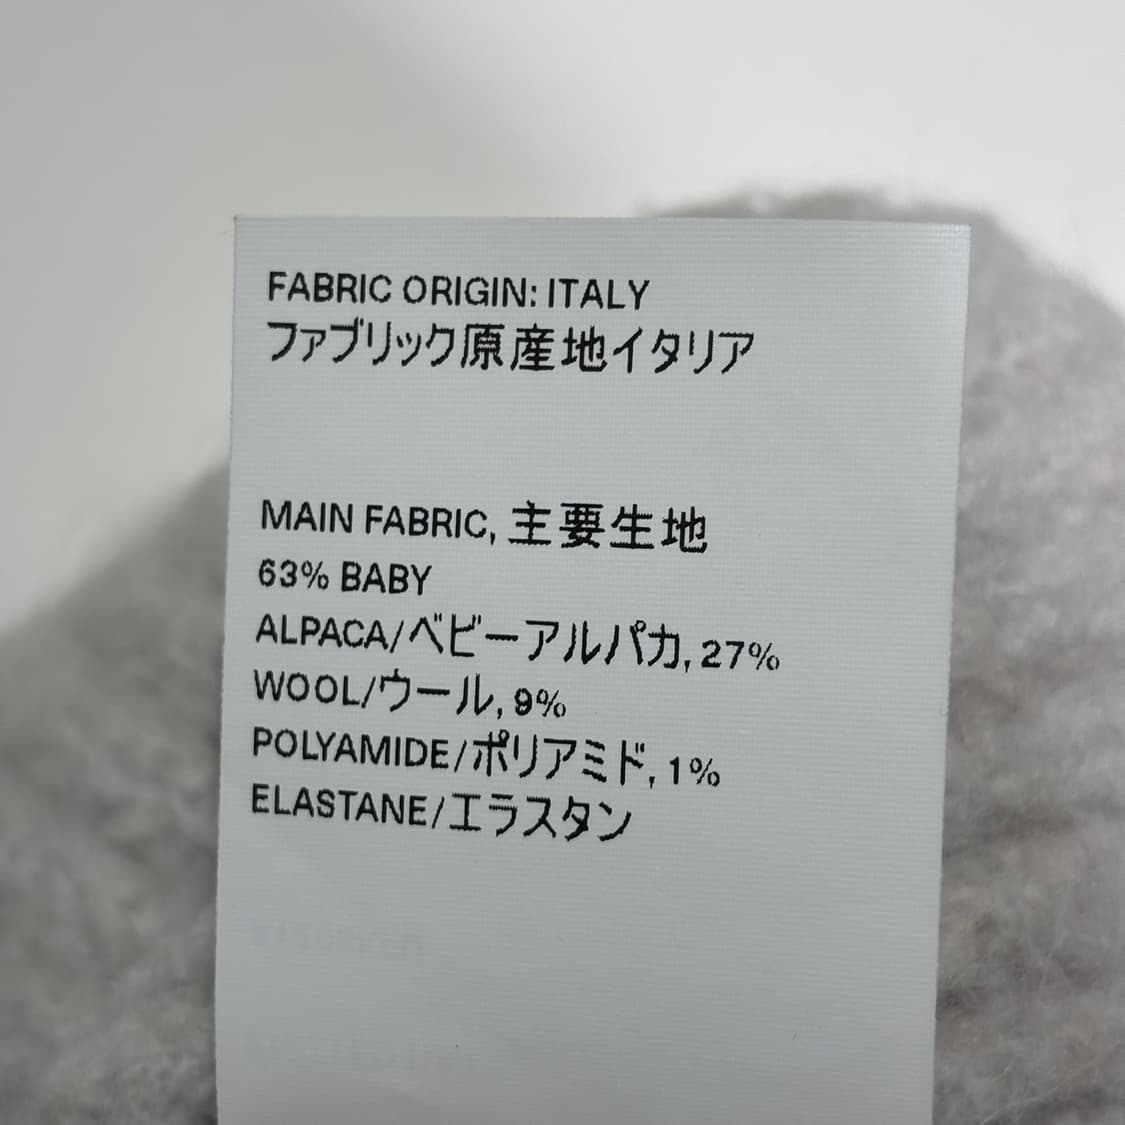 FABRIC ORIGIN: ITALY
ファブリック原産地イタリア
MAIN FABRIC, 主要生地
63% BABY
ALPACA/ベビーアルパカ, 27%
WOOL/ウール, 9%
POLYAMIDE/ポリアミド, 1%
ELASTANE/エラスタン